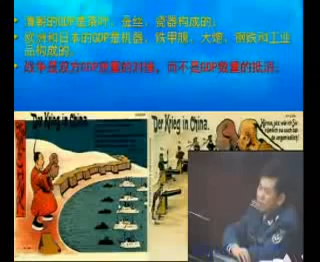 清朝的GDP是茶叶、蚕丝、瓷器构成的；
欧洲和日本的GDP是机器、铁甲舰、大炮、钢铁和工业
品构成的。
战争是双方GDP质量的对撞，而不是GDP数量的抵消。
Der Krieg in China.
Der Krieg in China.